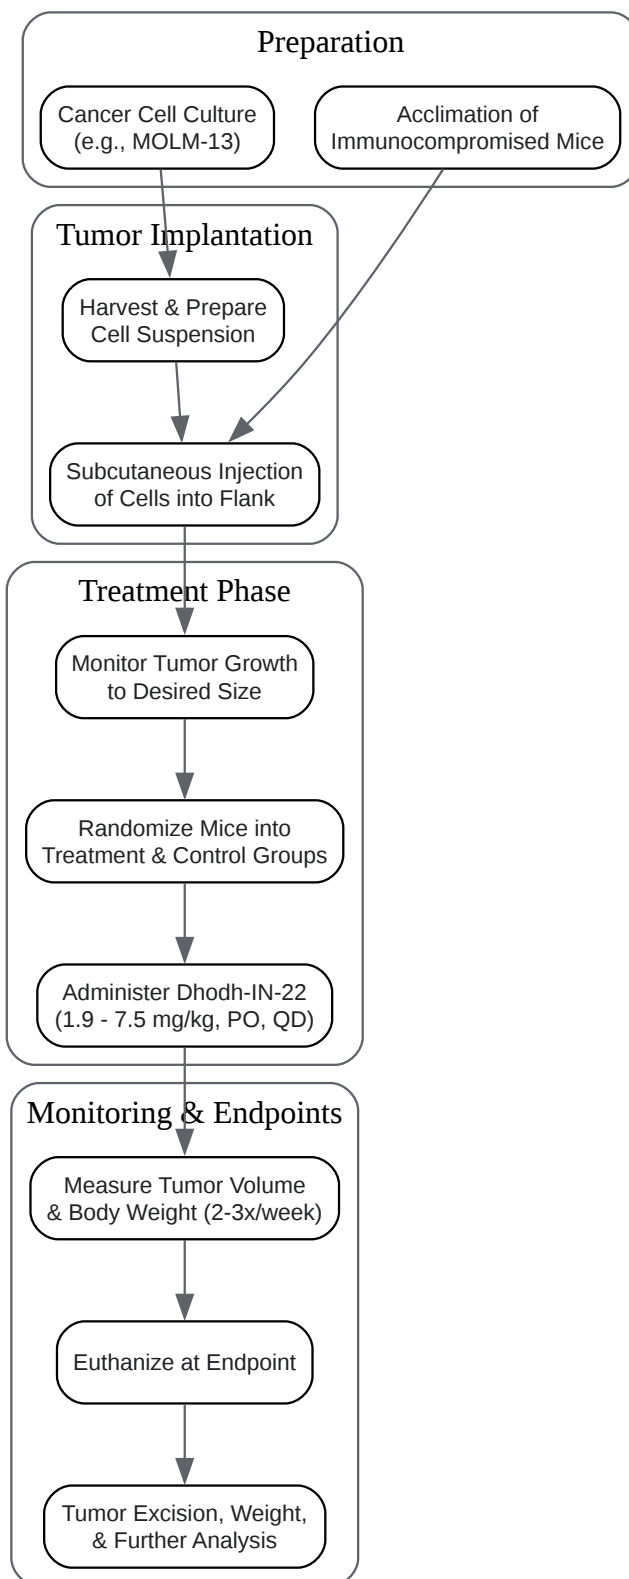 Preparation
Cancer Cell Culture
(e.g., MOLM-13)
Acclimation of
Immunocompromised Mice
Tumor Implantation
Harvest & Prepare
Cell Suspension
Subcutaneous Injection
of Cells into Flank
Treatment Phase
Monitor Tumor Growth
to Desired Size
Randomize Mice into
Treatment & Control Groups
Administer Dhodh-IN-22
(1.9 - 7.5 mg/kg, PO, QD)
Monitoring & Endpoints
Measure Tumor Volume
& Body Weight (2-3x/week)
Euthanize at Endpoint
Tumor Excision, Weight,
& Further Analysis